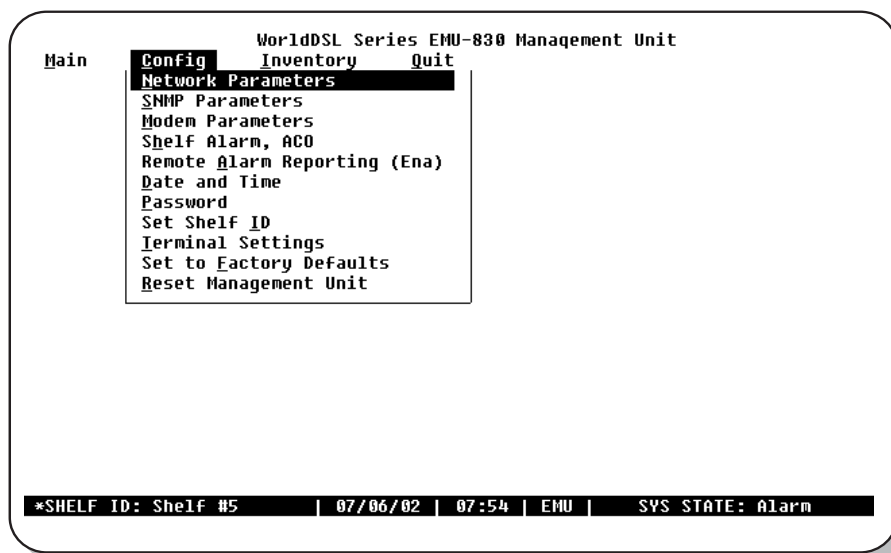 WorldDSL Series EMU-830 Management Unit
Main Config Inventory Quit
Network Parameters
SNMP Parameters
Modem Parameters
Shelf Alarm, ACO
Remote Alarm Reporting (Ena)
Date and Time
Password
Set Shelf ID
Terminal Settings
Set to Factory Defaults
Reset Management Unit
*SHELF ID: Shelf #5 | 07/06/02 | 07:54 | EMU | SYS STATE: Alarm